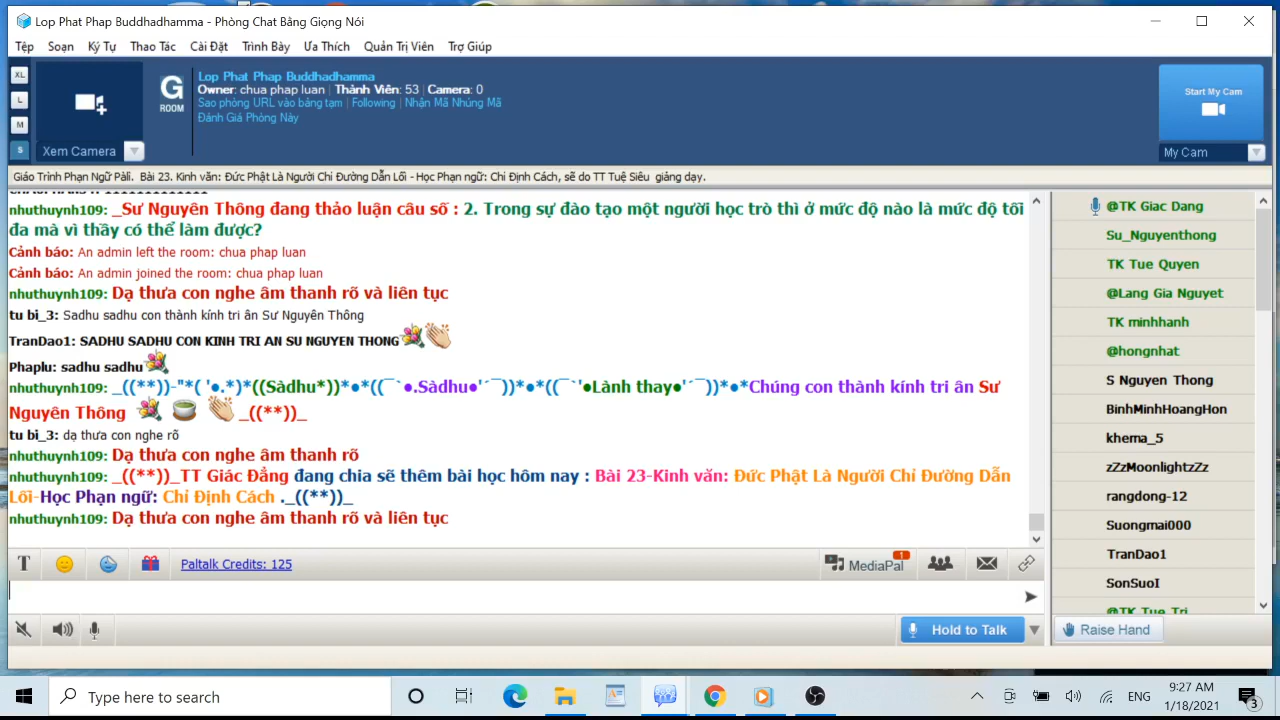 Lop Phat Phap Buddhadhamma - Phòng Chat Bằng Giọng Nói
Tệp Soạn Ký Tự Thao Tác Cài Đặt Trình Bày Ưa Thích Quản Trị Viên Trợ Giúp
XL
L
M
S
Xem Camera
G
ROOM
Lop Phat Phap Buddhadhamma
Owner: chua phap luan | Thành Viên: 53 | Camera: 0
Sao phòng URL vào bảng tạm | Following | Nhận Mã Nhúng Mã
Đánh Giá Phòng Này
Start My Cam
My Cam
Giáo Trình Phạn Ngữ Pàli. Bài 23. Kinh văn: Đức Phật Là Người Chỉ Đường Dẫn Lối - Học Phạn ngữ: Chỉ Định Cách, sẽ do TT Tuệ Siêu giảng dạy.
nhuthuynh109: _Sư Nguyên Thông đang thảo luận câu số : 2. Trong sự đào tạo một người học trò thì ở mức độ nào là mức độ tối
đa mà vì thầy có thể làm được?
Cảnh báo: An admin left the room: chua phap luan
Cảnh báo: An admin joined the room: chua phap luan
nhuthuynh109: Dạ thưa con nghe âm thanh rõ và liên tục
tu bi_3: Sadhu sadhu con thành kính tri ân Sư Nguyên Thông
TranDao1: SADHU SADHU CON KINH TRI AN SU NGUYEN THONG
Phaplu: sadhu sadhu
nhuthuynh109: _((**))-"*( '●.*)*((Sàdhu*))*●*((¯`●.Sàdhu●'´¯))*●*((¯`'●Lành thay●'´¯))*●*Chúng con thành kính tri ân Sư
Nguyên Thông _((**))_
tu bi_3: dạ thưa con nghe rõ
nhuthuynh109: Dạ thưa con nghe âm thanh rõ
nhuthuynh109: _((**))_TT Giác Đẳng đang chia sẽ thêm bài học hôm nay : Bài 23-Kinh văn: Đức Phật Là Người Chỉ Đường Dẫn
Lối-Học Phạn ngữ: Chỉ Định Cách ._((**))_
nhuthuynh109: Dạ thưa con nghe âm thanh rõ và liên tục
@TK Giac Dang
Su_Nguyenthong
TK Tue Quyen
@Lang Gia Nguyet
TK minhhanh
@hongnhat
S Nguyen Thong
BinhMinhHoangHon
khema_5
zZzMoonlightzZz
rangdong-12
Suongmai000
TranDao1
SonSuoI
@TK Tue Tri
T Paltalk Credits: 125 MediaPal 1
Hold to Talk
Raise Hand
Type here to search
ENG
9:27 AM
1/18/2021
3